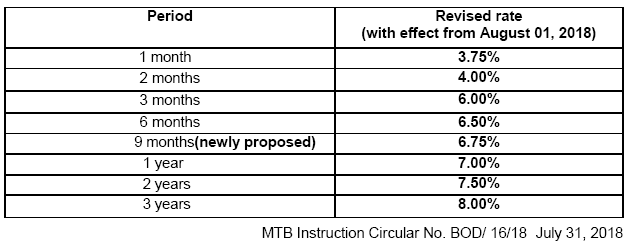 Period Revised rate
(with effect from August 01, 2018)
1 month 3.75%
2 months 4.00%
3 months 6.00%
6 months 6.50%
9 months(newly proposed) 6.75%
1 year 7.00%
2 years 7.50%
3 years 8.00%
MTB Instruction Circular No. BOD/ 16/18 July 31, 2018